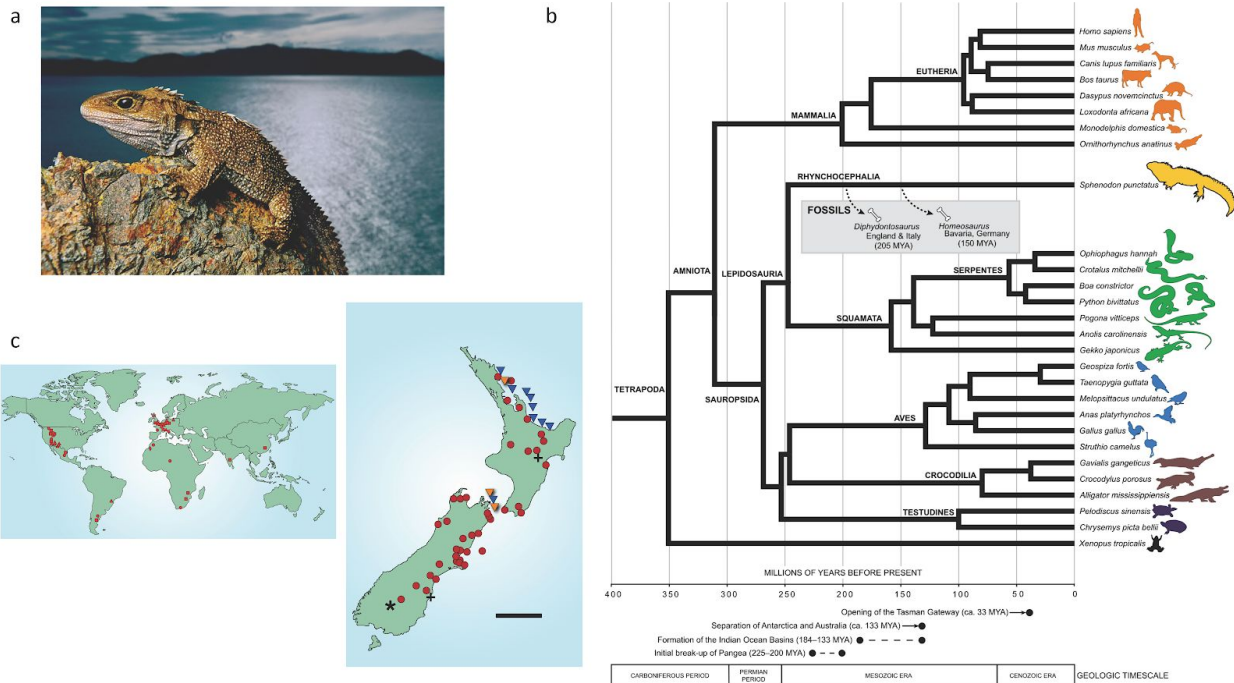 a
b
c
Homo sapiens
Mus musculus
Canis lupus familiaris
EUTHERIA
Bos taurus
Dasypus novemcinctus
Loxodonta africana
MAMMALIA
Monodelphis domestica
Ornithorhynchus anatinus
RHYNCHOCEPHALIA
Sphenodon punctatus
FOSSILS
Diphydontosaurus
England & Italy
(205 MYA)
Homeosaurus
Bavaria, Germany
(150 MYA)
AMNIOTA
LEPIDOSAURIA
SERPENTES
Ophiophagus hannah
Crotalus mitchellii
Boa constrictor
Python bivittatus
SQUAMATA
Pogona vitticeps
Anolis carolinensis
Gekko japonicus
TETRAPODA
SAUROPSIDA
Geospiza fortis
Taenopygia guttata
Melopsittacus undulatus
AVES
Anas platyrhynchos
Gallus gallus
Struthio camelus
CROCODILIA
Gavialis gangeticus
Crocodylus porosus
Alligator mississippiensis
TESTUDINES
Pelodiscus sinensis
Chrysemys picta bellii
Xenopus tropicalis
MILLIONS OF YEARS BEFORE PRESENT
400 350 300 250 200 150 100 50 0
Opening of the Tasman Gateway (ca. 33 MYA)
Separation of Antarctica and Australia (ca. 133 MYA)
Formation of the Indian Ocean Basins (184–133 MYA)
Initial break-up of Pangea (225–200 MYA)
CARBONIFEROUS PERIOD PERMIAN PERIOD MESOZOIC ERA CENOZOIC ERA GEOLOGIC TIMESCALE